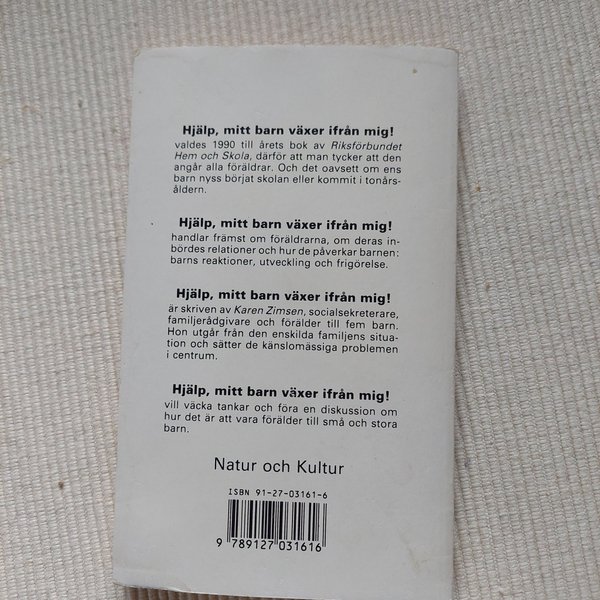 Hjälp, mitt barn växer ifrån mig!
valdes 1990 till årets bok av Riksförbundet
Hem och Skola, därför att man tycker att den
angår alla föräldrar. Och det oavsett om ens
barn nyss börjat skolan eller kommit i tonårs-
åldern.
Hjälp, mitt barn växer ifrån mig!
handlar främst om föräldrarna, om deras in-
bördes relationer och hur de påverkar barnen:
barns reaktioner, utveckling och frigörelse.
Hjälp, mitt barn växer ifrån mig!
är skriven av Karen Zimsen, socialsekreterare,
familjerådgivare och förälder till fem barn.
Hon utgår från den enskilda familjens situa-
tion och sätter de känslomässiga problemen
i centrum.
Hjälp, mitt barn växer ifrån mig!
vill väcka tankar och föra en diskussion om
hur det är att vara förälder till små och stora
barn.
Natur och Kultur
ISBN 91-27-03161-6
9 789127 031616